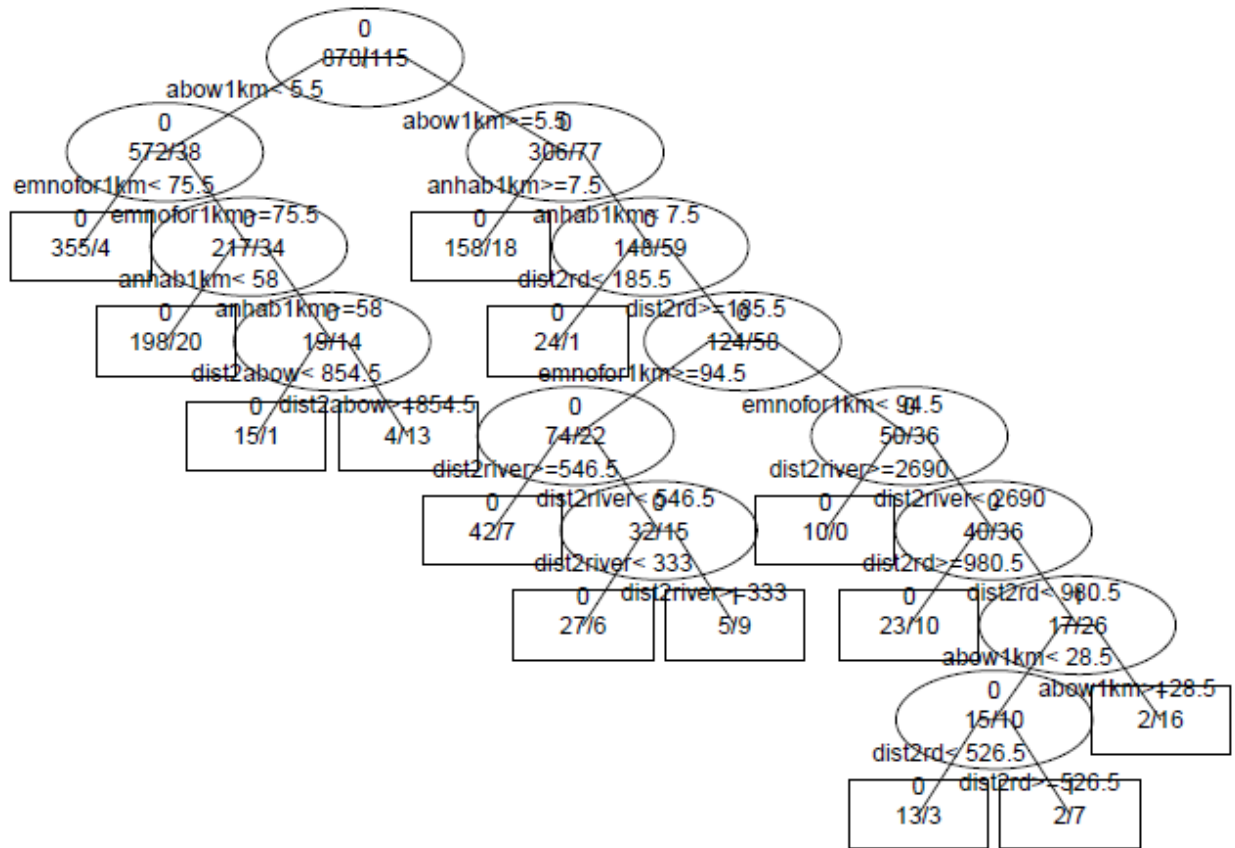 0
878/115
abow1km< 5.5
abow1km>=5.5
0
572/38
0
306/77
emnofor1km< 75.5
emnofor1km>=75.5
anhab1km>=7.5
anhab1km< 7.5
0
355/4
0
217/34
0
158/18
0
148/59
anhab1km< 58
anhab1km>=58
dist2rd< 185.5
dist2rd>=185.5
0
198/20
0
19/14
0
24/1
0
124/58
dist2abow< 854.5
dist2abow>=854.5
emnofor1km>=94.5
emnofor1km< 94.5
0
15/1
1
4/13
0
74/22
0
50/36
dist2river>=546.5
dist2river< 546.5
dist2river>=2690
dist2river< 2690
0
42/7
0
32/15
0
10/0
0
40/36
dist2river< 333
dist2river>=333
dist2rd>=980.5
dist2rd< 980.5
0
27/6
1
5/9
0
23/10
1
17/26
abow1km< 28.5
abow1km>=28.5
0
15/10
1
2/16
dist2rd< 526.5
dist2rd>=526.5
0
13/3
1
2/7